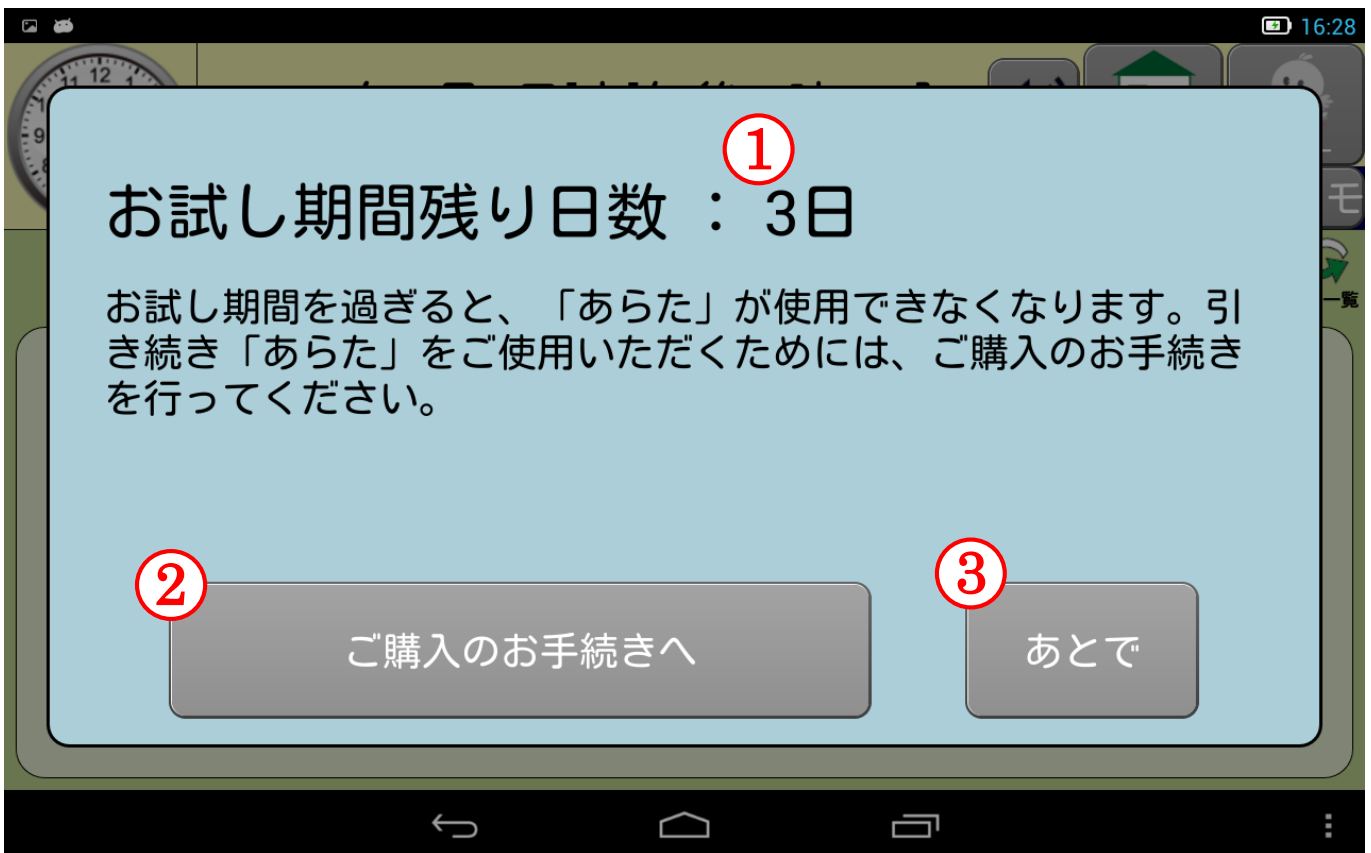 16:28
12
11
1
9
8
モ
一覧
①
お試し期間残り日数 : 3日
お試し期間を過ぎると、「あらた」が使用できなくなります。引
き続き「あらた」をご使用いただくためには、ご購入のお手続き
を行ってください。
②
③
ご購入のお手続きへ
あとで